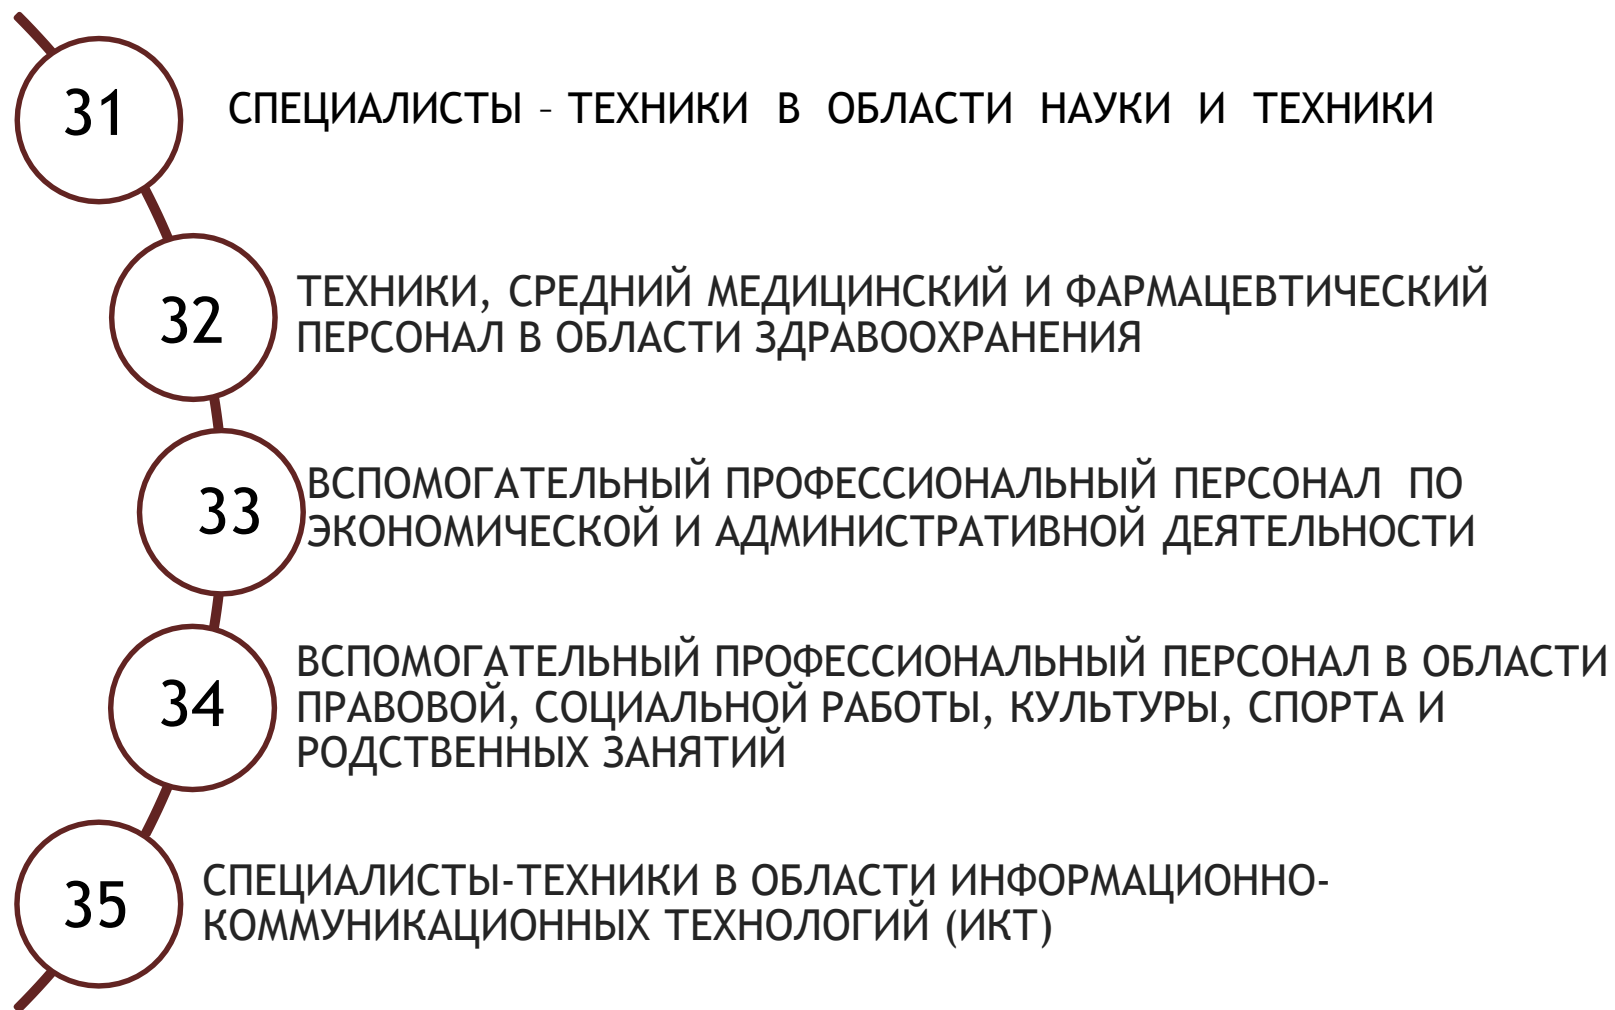 31
СПЕЦИАЛИСТЫ – ТЕХНИКИ В ОБЛАСТИ НАУКИ И ТЕХНИКИ
32
ТЕХНИКИ, СРЕДНИЙ МЕДИЦИНСКИЙ И ФАРМАЦЕВТИЧЕСКИЙ
ПЕРСОНАЛ В ОБЛАСТИ ЗДРАВООХРАНЕНИЯ
33
ВСПОМОГАТЕЛЬНЫЙ ПРОФЕССИОНАЛЬНЫЙ ПЕРСОНАЛ ПО
ЭКОНОМИЧЕСКОЙ И АДМИНИСТРАТИВНОЙ ДЕЯТЕЛЬНОСТИ
34
ВСПОМОГАТЕЛЬНЫЙ ПРОФЕССИОНАЛЬНЫЙ ПЕРСОНАЛ В ОБЛАСТИ
ПРАВОВОЙ, СОЦИАЛЬНОЙ РАБОТЫ, КУЛЬТУРЫ, СПОРТА И
РОДСТВЕННЫХ ЗАНЯТИЙ
35
СПЕЦИАЛИСТЫ-ТЕХНИКИ В ОБЛАСТИ ИНФОРМАЦИОННО-
КОММУНИКАЦИОННЫХ ТЕХНОЛОГИЙ (ИКТ)